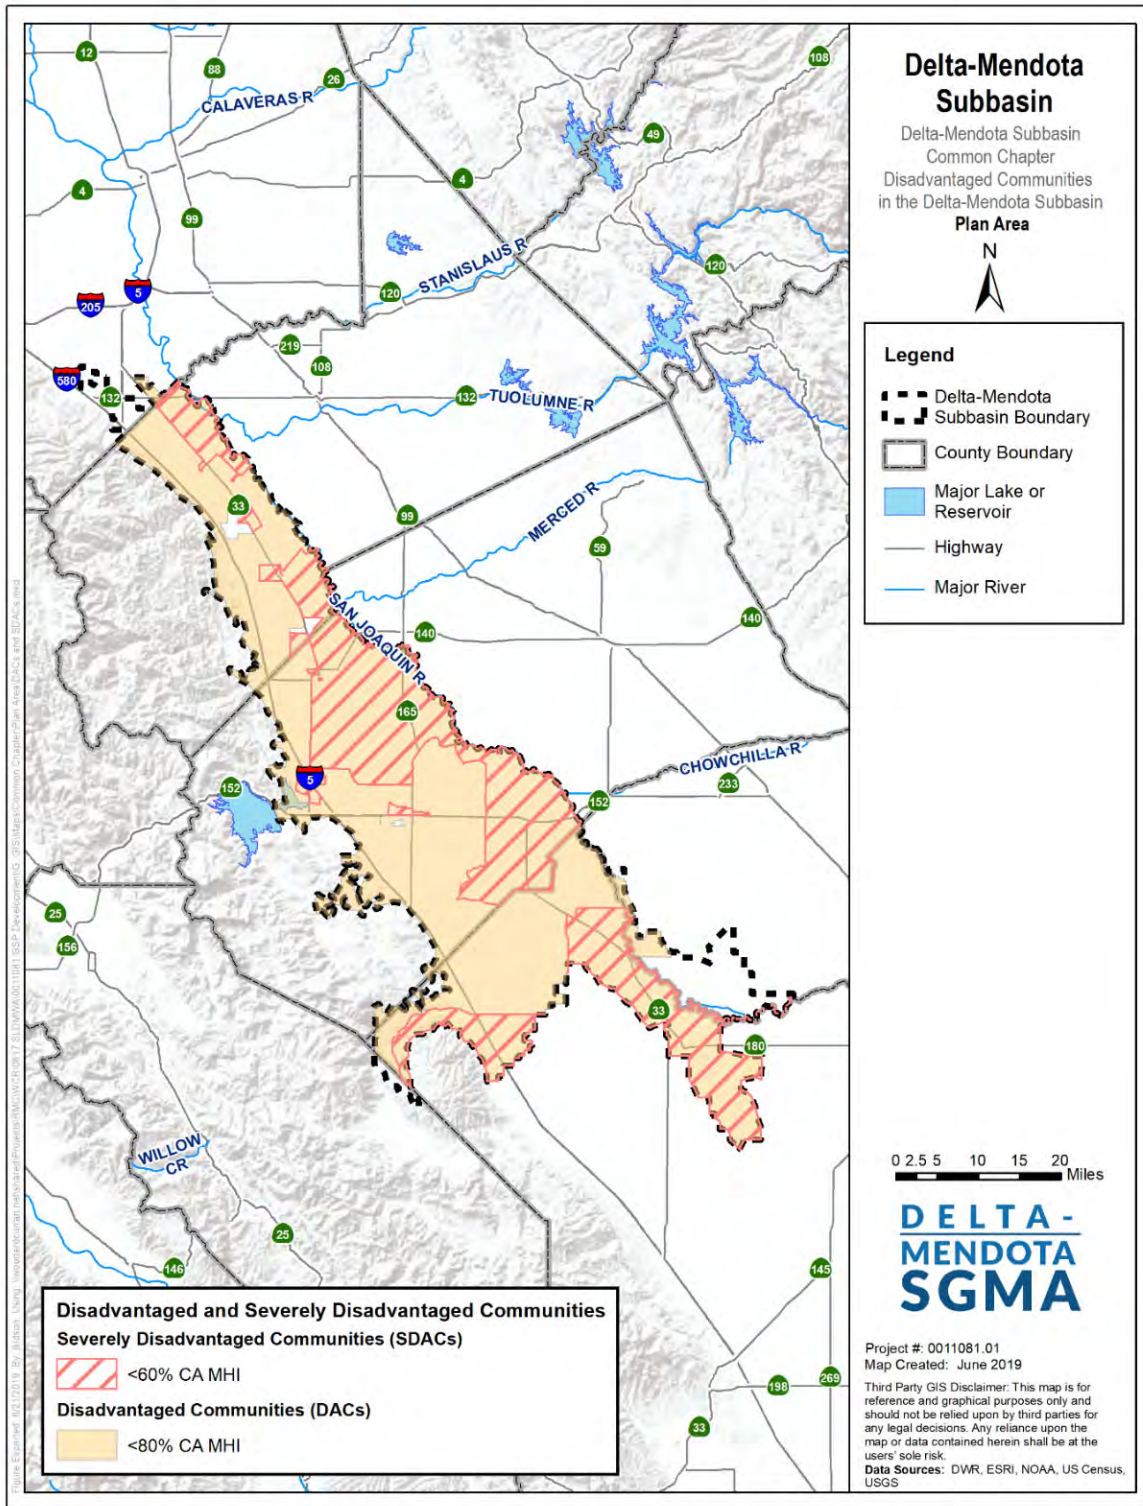 Delta-Mendota
Subbasin
Delta-Mendota Subbasin
Common Chapter
Disadvantaged Communities
in the Delta-Mendota Subbasin
Plan Area
N
Legend
Delta-Mendota
Subbasin Boundary
County Boundary
Major Lake or
Reservoir
Highway
Major River
12
88
26
108
CALAVERAS R
49
4
4
99
STANISLAUS R
120
5
205
120
219
108
580
132
132
TUOLUMNE R
33
99
MERCED R
59
SAN JOAQUIN R
140
140
165
CHOWCHILLA R
5
152
233
152
25
156
33
180
WILLOW
CR
25
146
145
198
269
33
0 2.5 5 10 15 20
Miles
DELTA-
MENDOTA
SGMA
Disadvantaged and Severely Disadvantaged Communities
Severely Disadvantaged Communities (SDACs)
<60% CA MHI
Disadvantaged Communities (DACs)
<80% CA MHI
Project #: 0011081.01
Map Created: June 2019
Third Party GIS Disclaimer: This map is for
reference and graphical purposes only and
should not be relied upon by third parties for
any legal decisions. Any reliance upon the
map or data contained herein shall be at the
users' sole risk.
Data Sources: DWR, ESRI, NOAA, US Census,
USGS